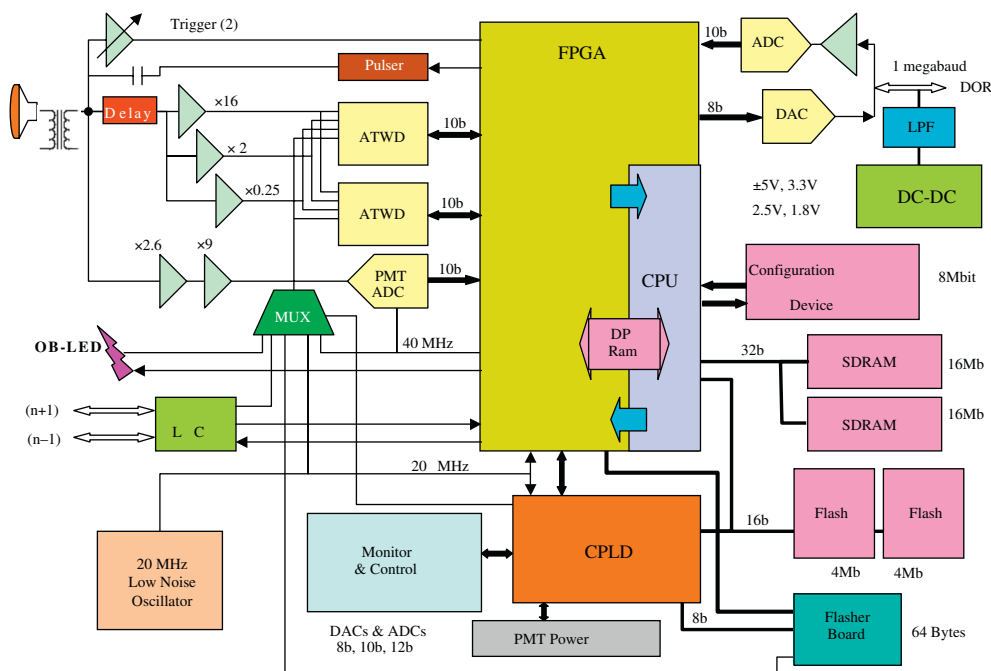 Trigger (2)
FPGA
10b
ADC
1 megabaud
DOR
Pulser
Delay
×16
8b
DAC
LPF
ATWD
10b
× 2
×0.25
±5V, 3.3V
2.5V, 1.8V
DC-DC
ATWD
10b
×2.6
×9
PMT
ADC
10b
CPU
Configuration
Device
8Mbit
MUX
OB-LED
40 MHz
DP
Ram
32b
SDRAM
16Mb
SDRAM
16Mb
(n+1)
(n–1)
L C
20 MHz
20 MHz
Low Noise
Oscillator
Monitor
& Control
CPLD
16b
Flash
Flash
4Mb
4Mb
DACs & ADCs
8b, 10b, 12b
PMT Power
8b
Flasher
Board
64 Bytes